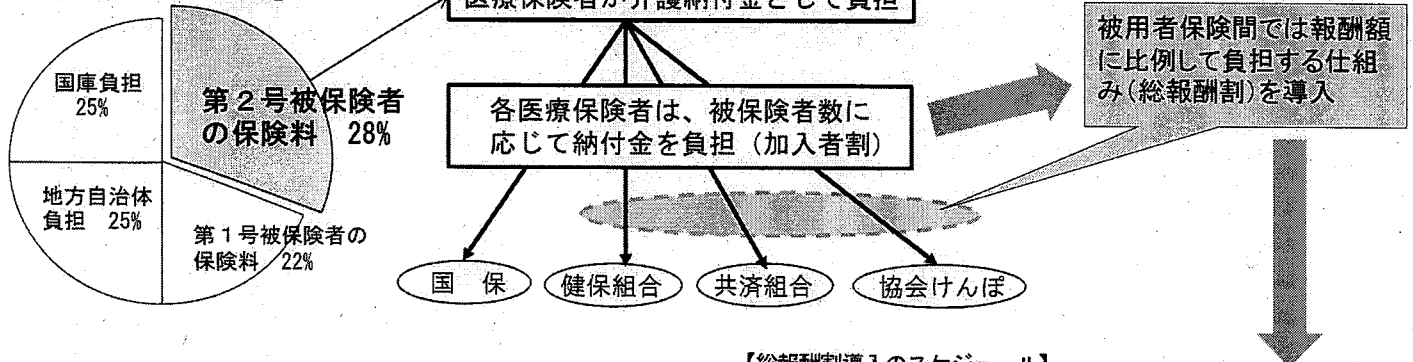 医療保険者が介護納付金として負担
国庫負担
25%
第２号被保険者
の保険料　28%
地方自治体
負担　25%
第１号被保険者の
保険料　22%
各医療保険者は、被保険者数に
応じて納付金を負担（加入者割）
被用者保険間では報酬額
に比例して負担する仕組
み（総報酬割）を導入
国　保
健保組合
共済組合
協会けんぽ
【総報酬割導入のスケジュール】